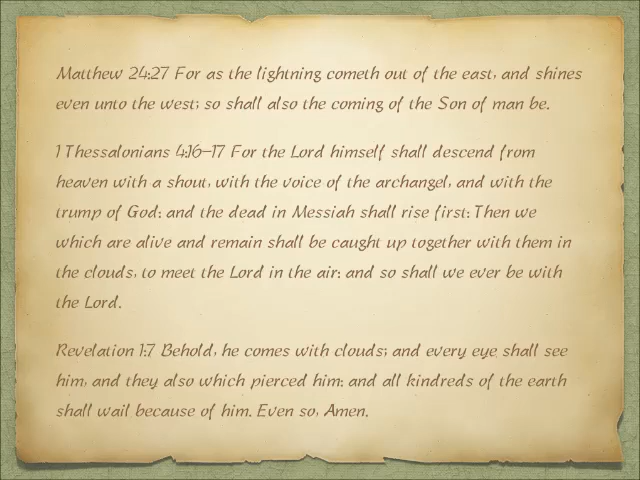 Matthew 24:27 For as the lightning cometh out of the east, and shines
even unto the west; so shall also the coming of the Son of man be.
1 Thessalonians 4:16–17 For the Lord himself shall descend from
heaven with a shout, with the voice of the archangel, and with the
trump of God: and the dead in Messiah shall rise first: Then we
which are alive and remain shall be caught up together with them in
the clouds, to meet the Lord in the air: and so shall we ever be with
the Lord.
Revelation 1:7 Behold, he comes with clouds; and every eye shall see
him, and they also which pierced him: and all kindreds of the earth
shall wail because of him. Even so, Amen.